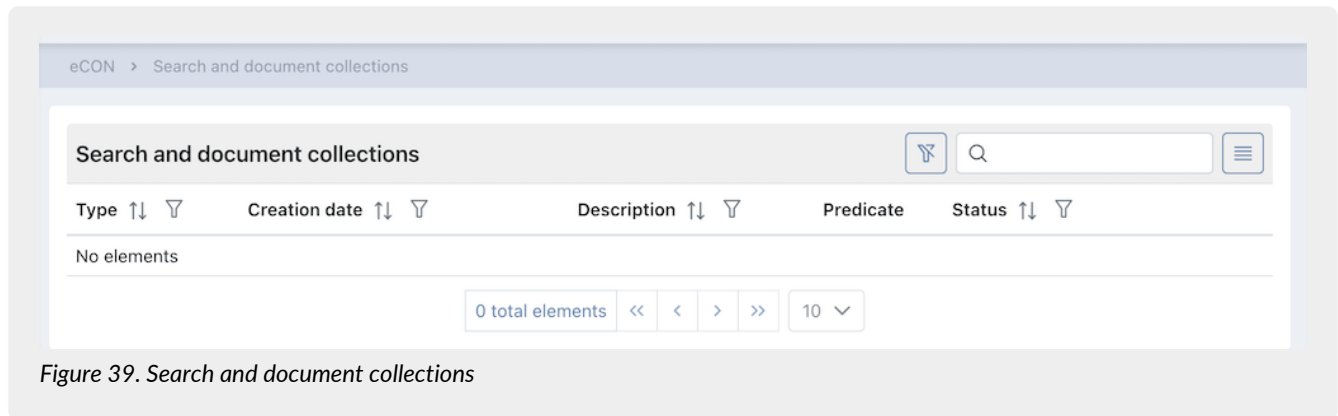 eCON > Search and document collections
Search and document collections
Type Creation date Description Predicate Status
No elements
0 total elements << < > >> 10
Figure 39. Search and document collections